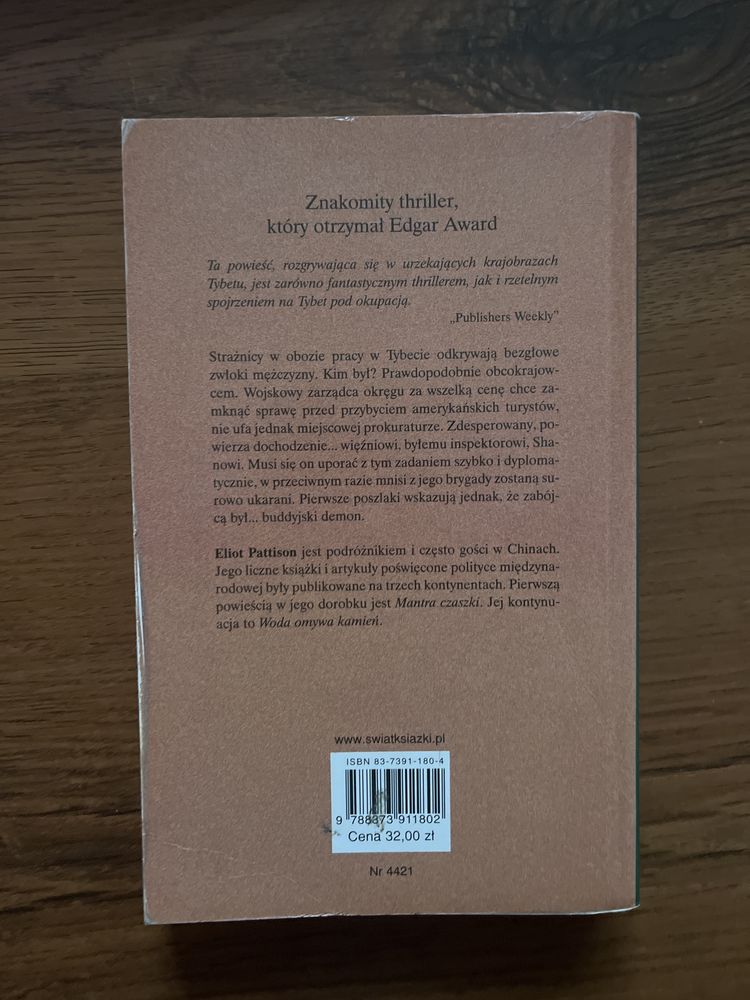 Znakomity thriller,
który otrzymał Edgar Award
Ta powieść, rozgrywająca się w urzekających krajobrazach
Tybetu, jest zarówno fantastycznym thrillerem, jak i rzetelnym
spojrzeniem na Tybet pod okupacją.
„Publishers Weekly”
Strażnicy w obozie pracy w Tybecie odkrywają bezgłowe
zwłoki mężczyzny. Kim był? Prawdopodobnie obcokrajow-
cem. Wojskowy zarządca okręgu za wszelką cenę chce za-
mknąć sprawę przed przybyciem amerykańskich turystów,
nie ufa jednak miejscowej prokuraturze. Zdesperowany, po-
wierza dochodzenie... więźniowi, byłemu inspektorowi, Sha-
nowi. Musi się on uporać z tym zadaniem szybko i dyploma-
tycznie, w przeciwnym razie mnisi z jego brygady zostaną su-
rowo ukarani. Pierwsze poszlaki wskazują jednak, że zabój-
cą był... buddyjski demon.
Eliot Pattison jest podróżnikiem i często gości w Chinach.
Jego liczne książki i artykuły poświęcone polityce międzyna-
rodowej były publikowane na trzech kontynentach. Pierwszą
powieścią w jego dorobku jest Mantra czaszki. Jej kontynu-
acja to Woda omywa kamień.
www.swiatksiazki.pl
ISBN 83-7391-180-4
9 788373 911802
Cena 32,00 zł
Nr 4421